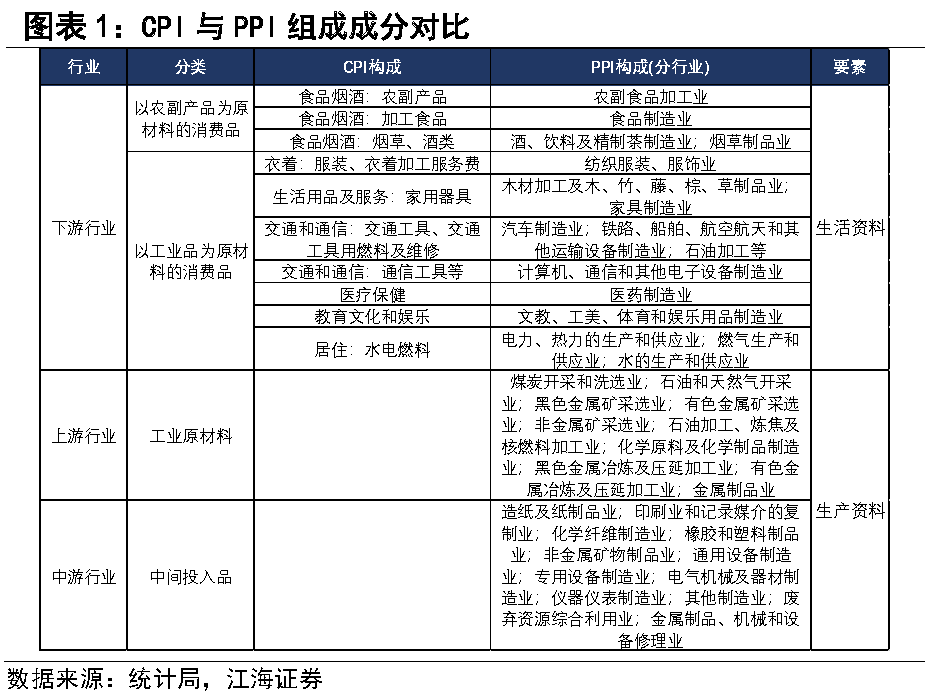 图表 1：CPI 与 PPI 组成成分对比
行业 分类 CPI构成 PPI构成(分行业) 要素
下游行业
以农副产品为原
材料的消费品
食品烟酒：农副产品 农副食品加工业
食品烟酒：加工食品 食品制造业
食品烟酒：烟草、酒类 酒、饮料及精制茶制造业；烟草制品业
以工业品为原材
料的消费品
衣着：服装、衣着加工服务费 纺织服装、服饰业
生活用品及服务：家用器具
木材加工及木、竹、藤、棕、草制品业；
家具制造业
交通和通信：交通工具、交通
工具用燃料及维修
汽车制造业；铁路、船舶、航空航天和其
他运输设备制造业；石油加工等
交通和通信：通信工具等 计算机、通信和其他电子设备制造业
医疗保健 医药制造业
教育文化和娱乐 文教、工美、体育和娱乐用品制造业
居住：水电燃料
电力、热力的生产和供应业；燃气生产和
供应业；水的生产和供应业
生活资料
上游行业 工业原材料
煤炭开采和洗选业；石油和天然气开采
业；黑色金属矿采选业；有色金属矿采选
业；非金属矿采选业；石油加工、炼焦及
核燃料加工业；化学原料及化学制品制造
业；黑色金属冶炼及压延加工业；有色金
属冶炼及压延加工业；金属制品业
生产资料
中游行业 中间投入品
造纸及纸制品业；印刷业和记录媒介的复
制业；化学纤维制造业；橡胶和塑料制品
业；非金属矿物制品业；通用设备制造
业；专用设备制造业；电气机械及器材制
造业；仪器仪表制造业；其他制造业；废
弃资源综合利用业；金属制品、机械和设
备修理业
数据来源：统计局，江海证券